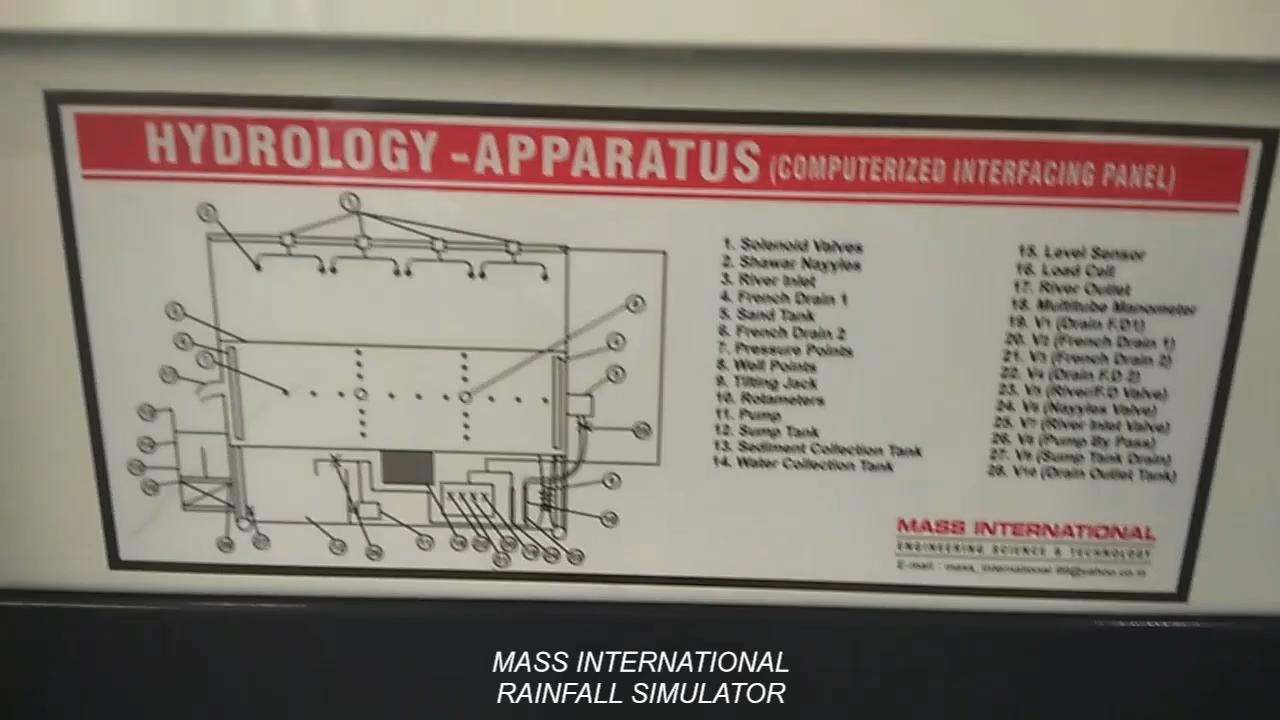 HYDROLOGY -APPARATUS (COMPUTERIZED INTERFACING PANEL)
1. Solenoid Valves
2. Shawar Nayyles
3. River Inlet
4. French Drain 1
5. Sand Tank
6. French Drain 2
7. Pressure Points
8. Well Points
9. Tilting Jack
10. Rotameters
11. Pump
12. Sump Tank
13. Sediment Collection Tank
14. Water Collection Tank
15. Level Sensor
16. Load Cell
17. River Outlet
18. Multitube Manometer
19. V1 (Drain F.D1)
20. V2 (French Drain 1)
21. V3 (French Drain 2)
22. V4 (Drain F.D 2)
23. V5 (River/F.D Valve)
24. V6 (Nayyles Valve)
25. V7 (River Inlet Valve)
26. V8 (Pump By Pass)
27. V9 (Sump Tank Drain)
28. V10 (Drain Outlet Tank)
MASS INTERNATIONAL
ENGINEERING SCIENCE & TECHNOLOGY
E-mail :
MASS INTERNATIONAL
RAINFALL SIMULATOR